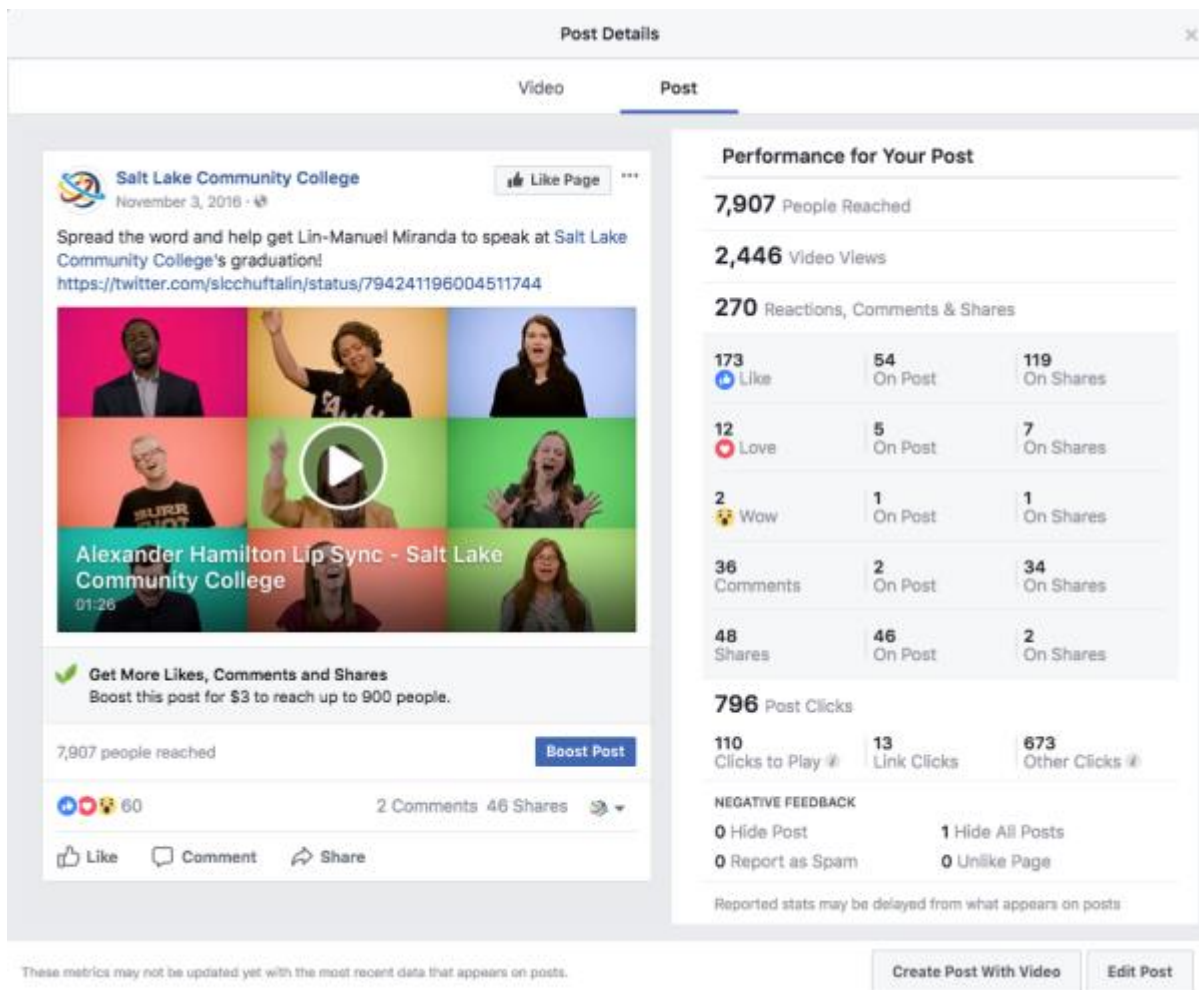 Post Details
Video
Post
Salt Lake Community College
Like Page
November 3, 2016 ·
Spread the word and help get Lin-Manuel Miranda to speak at Salt Lake
Community College's graduation!
https://twitter.com/slcchuftalin/status/794241196004511744
BURR
SHOT
Alexander Hamilton Lip Sync - Salt Lake
Community College
01:26
Get More Likes, Comments and Shares
Boost this post for $3 to reach up to 900 people.
7,907 people reached
Boost Post
60
2 Comments 46 Shares
Like
Comment
Share
Performance for Your Post
7,907 People Reached
2,446 Video Views
270 Reactions, Comments & Shares
173 54 119
Like On Post On Shares
12 5 7
Love On Post On Shares
2 1 1
Wow On Post On Shares
36 2 34
Comments On Post On Shares
48 46 2
Shares On Post On Shares
796 Post Clicks
110 13 673
Clicks to Play Link Clicks Other Clicks
NEGATIVE FEEDBACK
0 Hide Post 1 Hide All Posts
0 Report as Spam 0 Unlike Page
Reported stats may be delayed from what appears on posts
These metrics may not be updated yet with the most recent data that appears on posts.
Create Post With Video
Edit Post